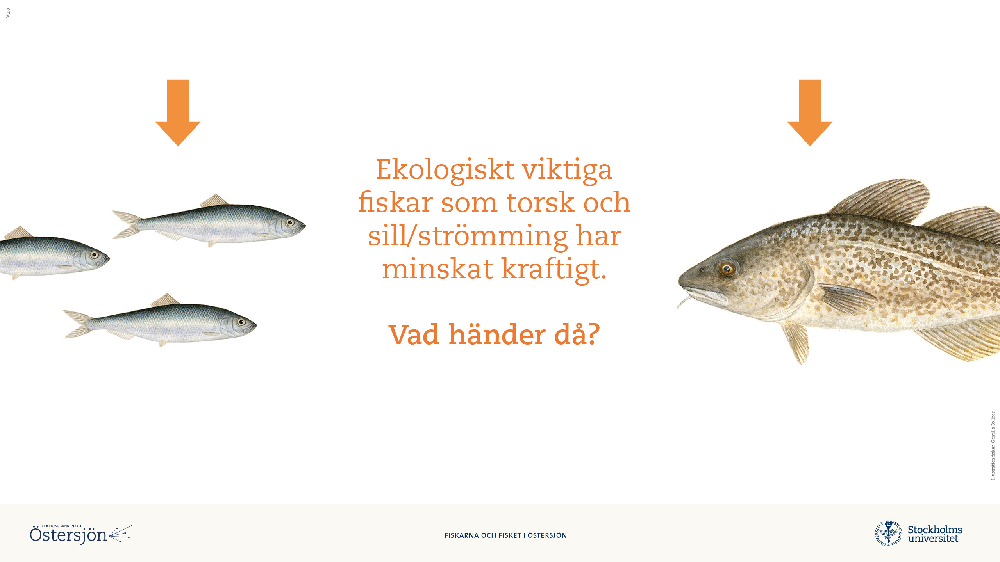 V1.0
Ekologiskt viktiga
fiskar som torsk och
sill/strömming har
minskat kraftigt.
Vad händer då?
Illustration fiskar: Camilla Bollner
LEKTIONSBANKEN OM
Östersjön
FISKARNA OCH FISKET I ÖSTERSJÖN
STOCKHOLMS UNIVERSITET
Stockholms
universitet